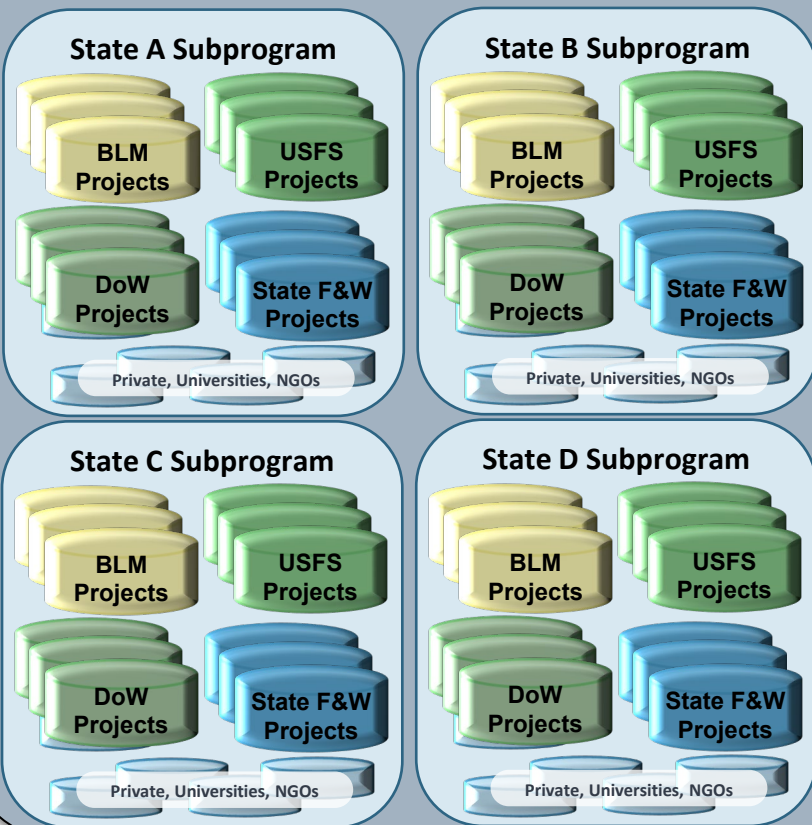 State A Subprogram
BLM
Projects
USFS
Projects
DoW
Projects
State F&W
Projects
Private, Universities, NGOs
State B Subprogram
BLM
Projects
USFS
Projects
DoW
Projects
State F&W
Projects
Private, Universities, NGOs
State C Subprogram
BLM
Projects
USFS
Projects
DoW
Projects
State F&W
Projects
Private, Universities, NGOs
State D Subprogram
BLM
Projects
USFS
Projects
DoW
Projects
State F&W
Projects
Private, Universities, NGOs